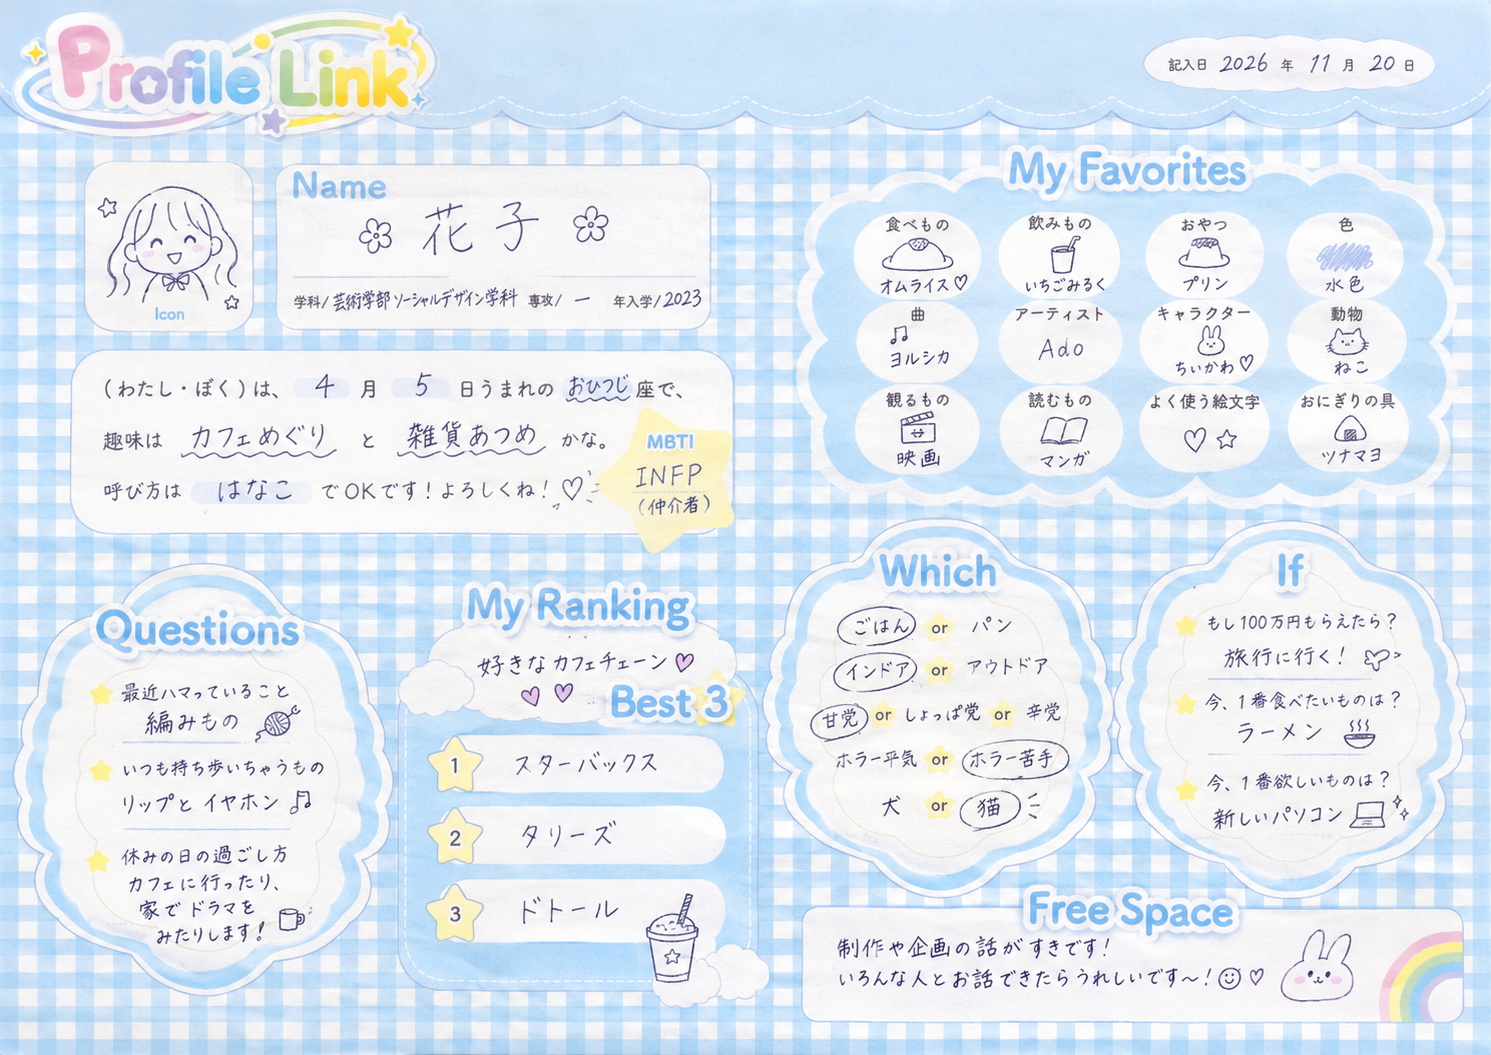 Profile Link
記入日 2026 年 11 月 20 日
Icon
Name
花子
学科/ 芸術学部 ソーシャルデザイン学科 専攻/ ー 年入学/ 2023
(わたし・ぼく)は、 4 月 5 日うまれの おひつじ 座で、
趣味は カフェめぐり と 雑貨あつめ かな。
呼び方は はなこ でOKです!よろしくね!♡
MBTI
INFP
(仲介者)
My Favorites
食べもの
オムライス♡
飲みもの
いちごみるく
おやつ
プリン
色
水色
曲
ヨルシカ
アーティスト
Ado
キャラクター
ちいかわ♡
動物
ねこ
観るもの
映画
読むもの
マンガ
よく使う絵文字
♡☆
おにぎりの具
ツナマヨ
Questions
最近ハマっていること
編みもの
いつも持ち歩いちゃうもの
リップと イヤホン
休みの日の過ごし方
カフェに行ったり、
家でドラマを
みたりします!
My Ranking
好きなカフェチェーン
Best 3
1 スターバックス
2 タリーズ
3 ドトール
Which
ごはん or パン
インドア or アウトドア
甘党 or しょっぱ党 or 辛党
ホラー平気 or ホラー苦手
犬 or 猫
If
もし100万円もらえたら?
旅行に行く!
今、1番食べたいものは?
ラーメン
今、1番欲しいものは?
新しいパソコン
Free Space
制作や企画の話がすきです!
いろんな人とお話できたらうれしいです〜!